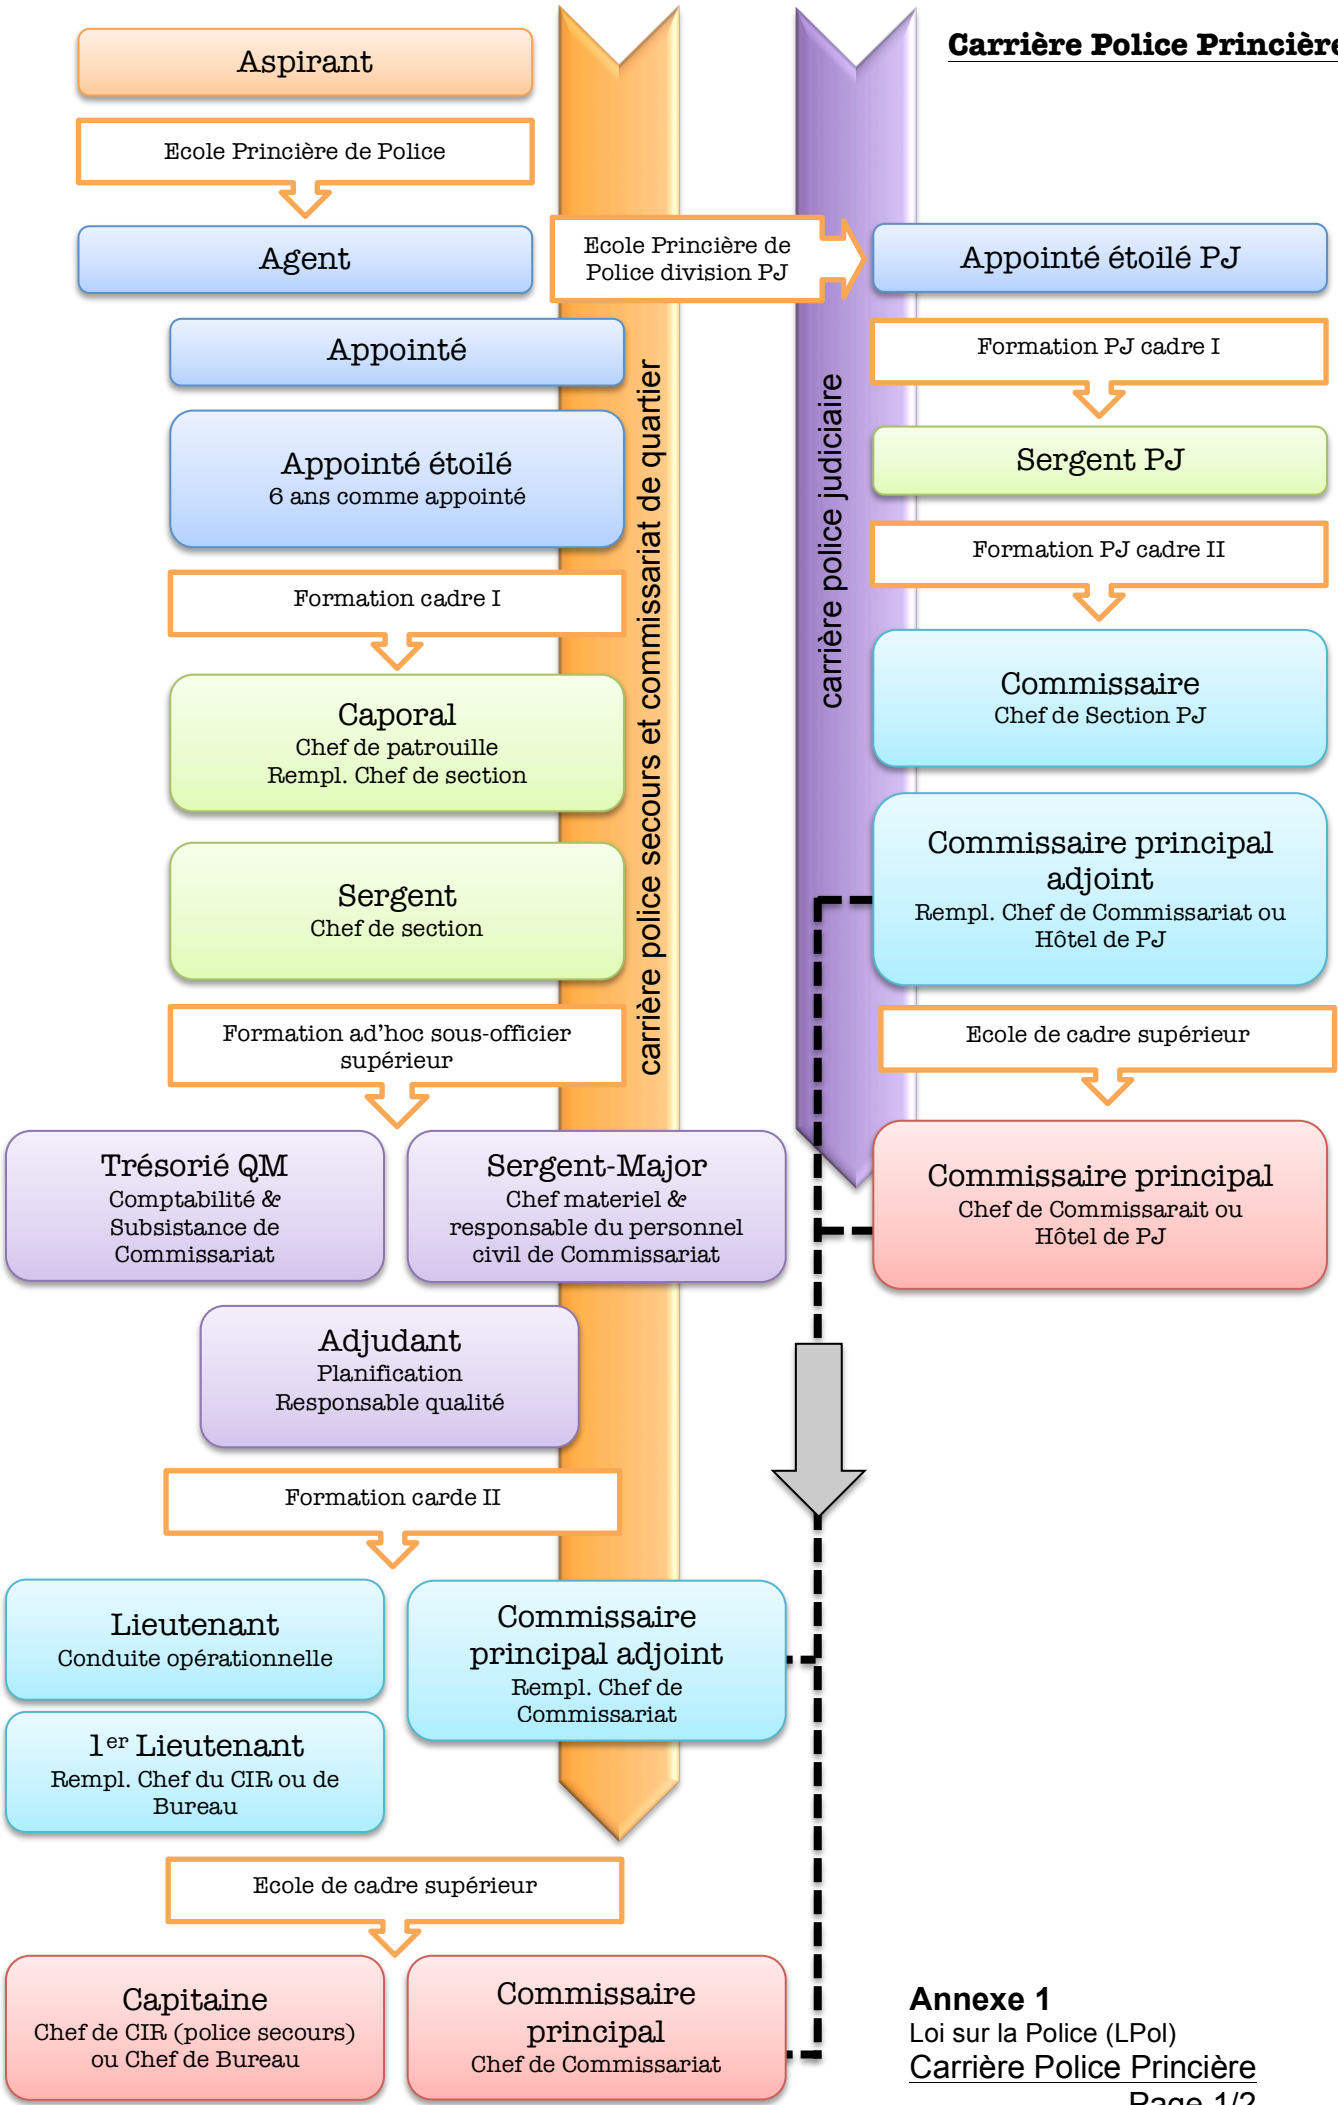 Carrière Police Princière
Aspirant
Ecole Princière de Police
Agent
Ecole Princière de
Police division PJ
Appointé étoilé PJ
Appointé
Formation PJ cadre I
Appointé étoilé
6 ans comme appointé
Sergent PJ
Formation cadre I
Formation PJ cadre II
Caporal
Chef de patrouille
Rempl. Chef de section
Commissaire
Chef de Section PJ
carrière police secours et commissariat de quartier
carrière police judiciaire
Sergent
Chef de section
Commissaire principal
adjoint
Rempl. Chef de Commissariat ou
Hôtel de PJ
Formation ad'hoc sous-officier
supérieur
Ecole de cadre supérieur
Trésorié QM
Comptabilité &
Subsistance de
Commissariat
Sergent-Major
Chef materiel &
responsable du personnel
civil de Commissariat
Commissaire principal
Chef de Commissarait ou
Hôtel de PJ
Adjudant
Planification
Responsable qualité
Formation carde II
Lieutenant
Conduite opérationnelle
Commissaire
principal adjoint
Rempl. Chef de
Commissariat
1er Lieutenant
Rempl. Chef du CIR ou de
Bureau
Ecole de cadre supérieur
Capitaine
Chef de CIR (police secours)
ou Chef de Bureau
Commissaire
principal
Chef de Commissariat
Annexe 1
Loi sur la Police (LPol)
Carrière Police Princière
Page 1/2